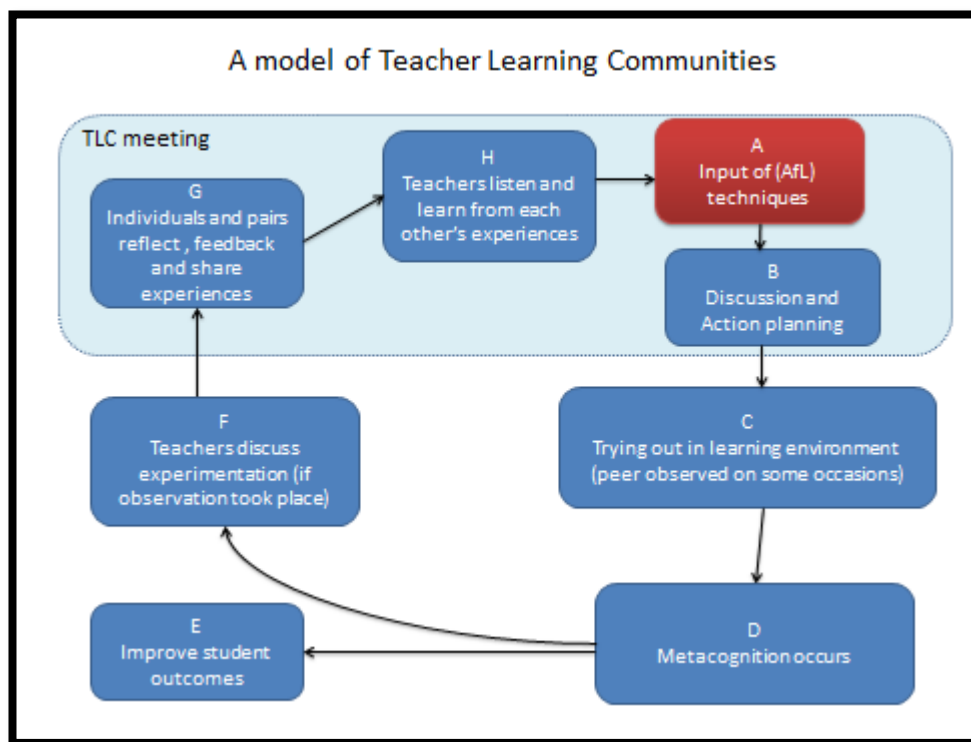 A model of Teacher Learning Communities
TLC meeting
A
Input of (AfL)
techniques
B
Discussion and
Action planning
C
Trying out in learning environment
(peer observed on some occasions)
D
Metacognition occurs
E
Improve student
outcomes
F
Teachers discuss
experimentation (if
observation took place)
G
Individuals and pairs
reflect , feedback
and share
experiences
H
Teachers listen and
learn from each
other's experiences